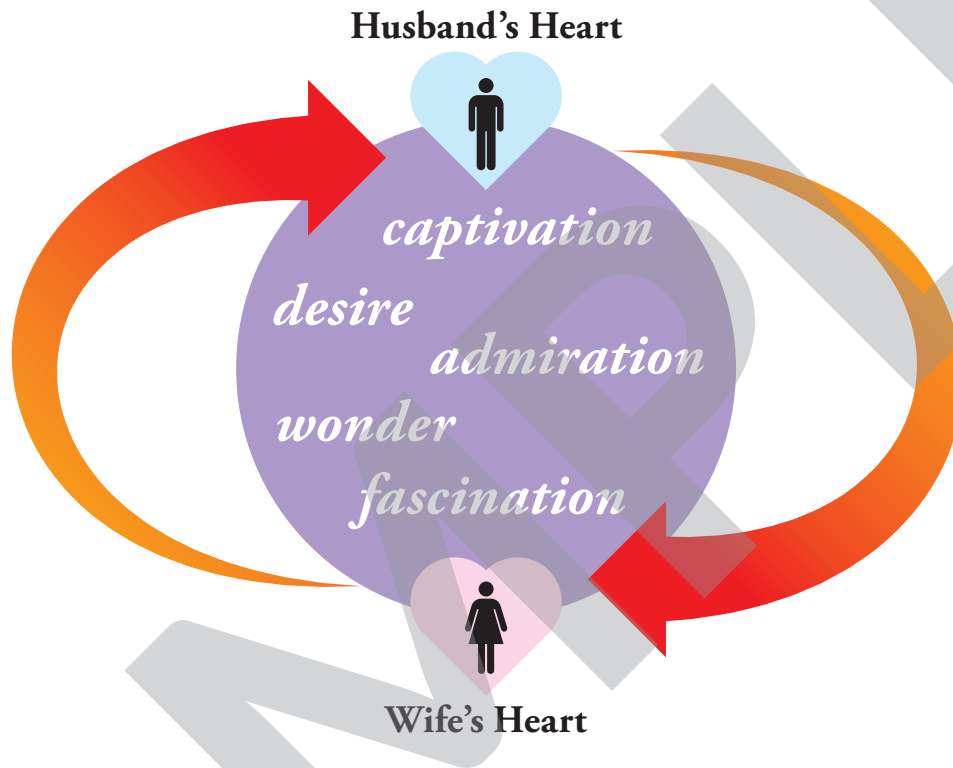 Husband’s Heart
captivation
desire
admiration
wonder
fascination
Wife’s Heart